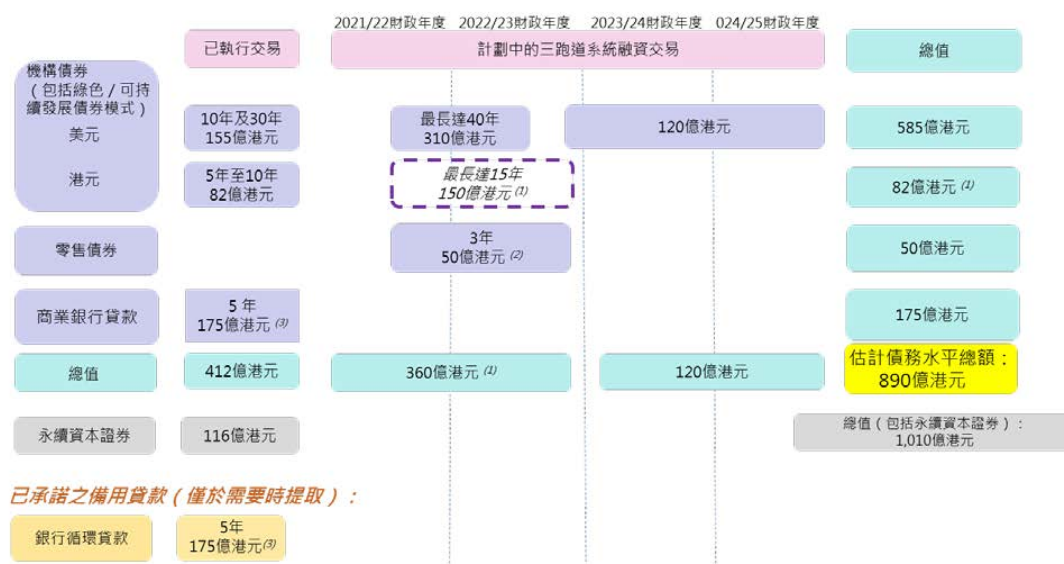 2021/22財政年度 2022/23財政年度 2023/24財政年度 024/25財政年度
已執行交易
計劃中的三跑道系統融資交易
總值
機構債券
（包括綠色 / 可持
續發展債券模式）
美元
10年及30年
155億港元
最長達40年
310億港元
120億港元
585億港元
港元
5年至10年
82億港元
最長達15年
150億港元 (1)
82億港元 (1)
零售債券
3年
50億港元 (2)
50億港元
商業銀行貸款
5 年
175億港元 (3)
175億港元
總值
412億港元
360億港元 (1)
120億港元
估計債務水平總額：
890億港元
永續資本證券
116億港元
總值（包括永續資本證券）：
1,010億港元
已承諾之備用貸款（僅於需要時提取）：
銀行循環貸款
5年
175億港元(3)